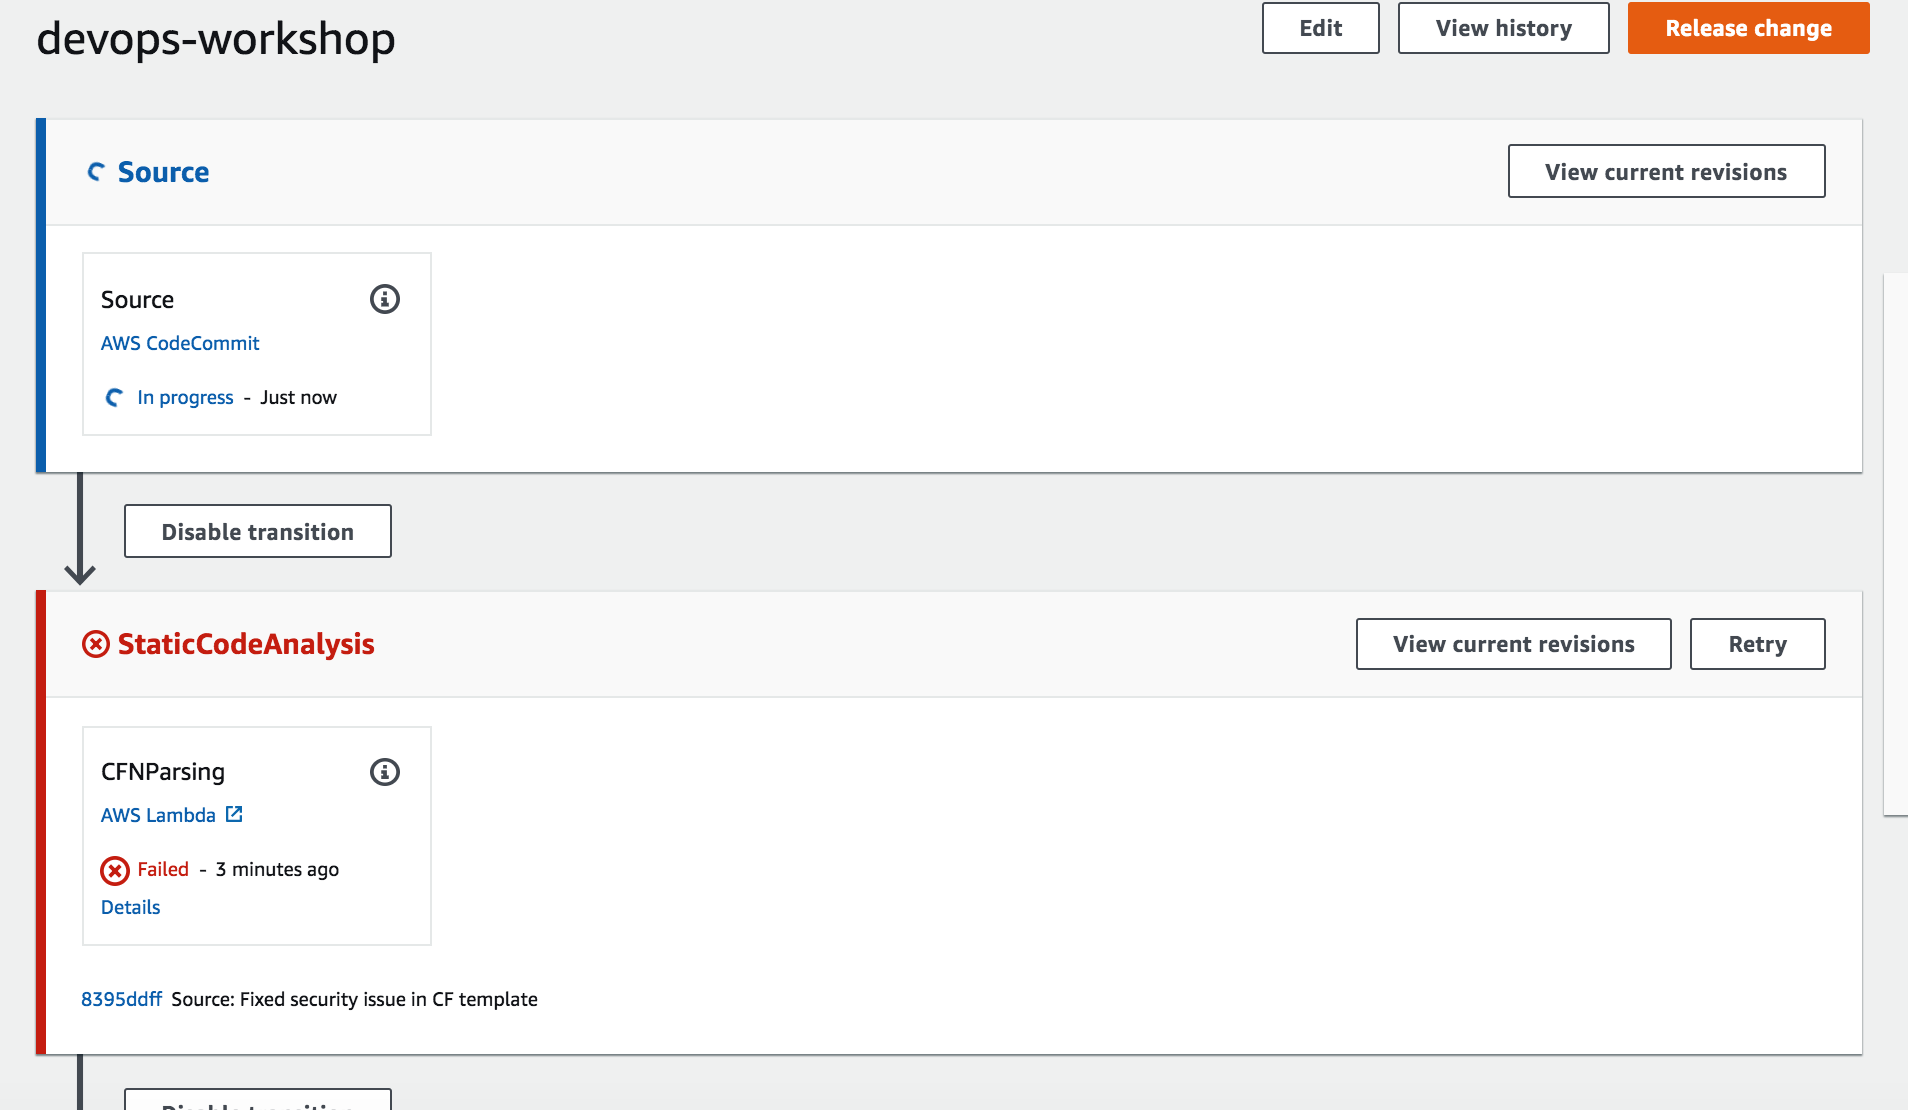 devops-workshop
Edit
View history
Release change
Source
View current revisions
Source
AWS CodeCommit
In progress - Just now
Disable transition
StaticCodeAnalysis
View current revisions
Retry
CFNParsing
AWS Lambda
Failed - 3 minutes ago
Details
8395ddff Source: Fixed security issue in CF template
Disable transition